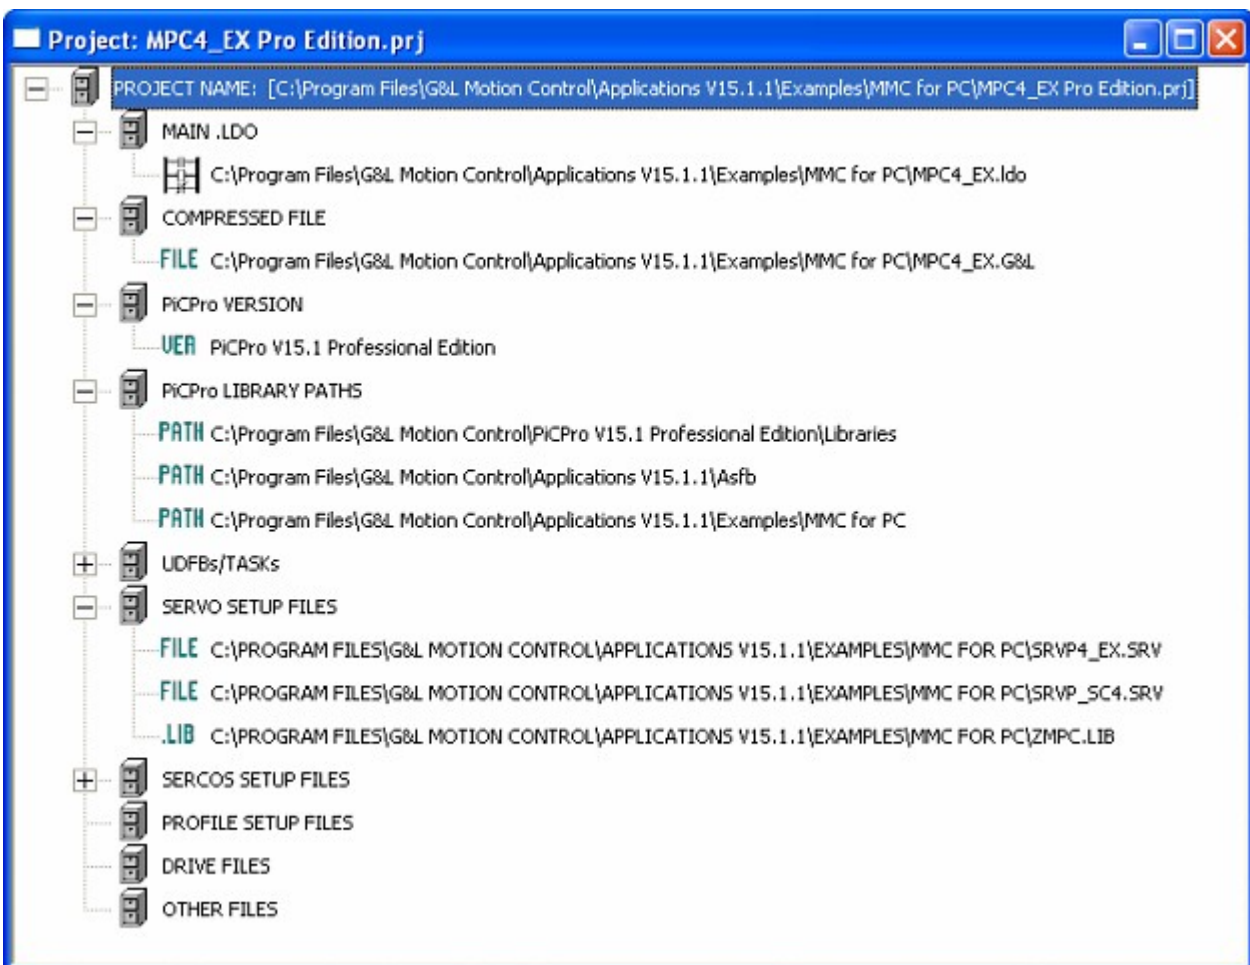 Project: MPC4_EX Pro Edition.prj
PROJECT NAME: [C:\Program Files\G&L Motion Control\Applications V15.1.1\Examples\MMC for PC\MPC4_EX Pro Edition.prj]
MAIN .LDO
C:\Program Files\G&L Motion Control\Applications V15.1.1\Examples\MMC for PC\MPC4_EX.ldo
COMPRESSED FILE
FILE C:\Program Files\G&L Motion Control\Applications V15.1.1\Examples\MMC for PC\MPC4_EX.G&L
PiCPro VERSION
VER PiCPro V15.1 Professional Edition
PiCPro LIBRARY PATHS
PATH C:\Program Files\G&L Motion Control\PiCPro V15.1 Professional Edition\Libraries
PATH C:\Program Files\G&L Motion Control\Applications V15.1.1\Asfb
PATH C:\Program Files\G&L Motion Control\Applications V15.1.1\Examples\MMC for PC
UDFBs/TASKs
SERVO SETUP FILES
FILE C:\PROGRAM FILES\G&L MOTION CONTROL\APPLICATIONS V15.1.1\EXAMPLES\MMC FOR PC\SRVP4_EX.SRV
FILE C:\PROGRAM FILES\G&L MOTION CONTROL\APPLICATIONS V15.1.1\EXAMPLES\MMC FOR PC\SRVP_SC4.SRV
.LIB C:\PROGRAM FILES\G&L MOTION CONTROL\APPLICATIONS V15.1.1\EXAMPLES\MMC FOR PC\ZMPC.LIB
SERCOS SETUP FILES
PROFILE SETUP FILES
DRIVE FILES
OTHER FILES